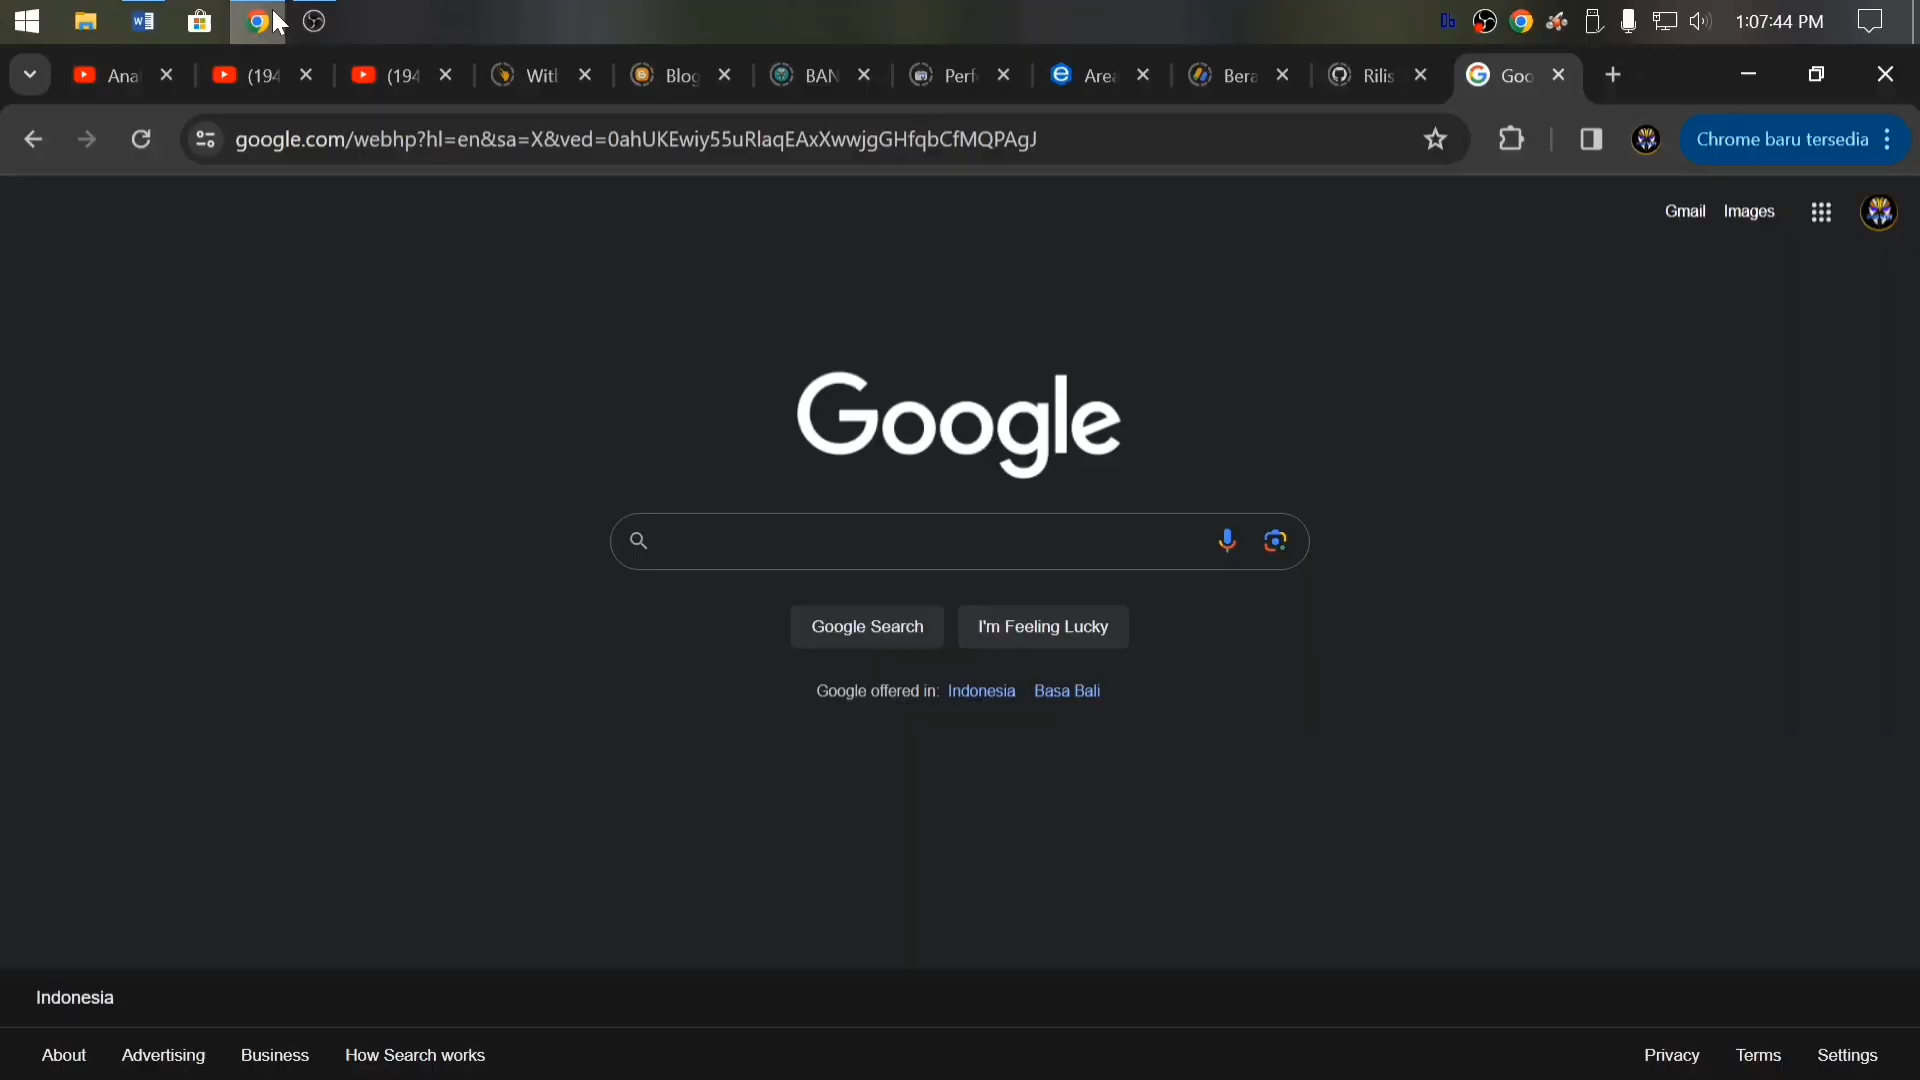 1:07:44 PM
Ana
(194
(194
Witl
Blog
BAN
Perf
Area
Bera
Rilis
Goo
google.com/webhp?hl=en&sa=X&ved=0ahUKEwiy55uRlaqEAxXwwjgGHfqbCfMQPAgJ
Chrome baru tersedia
Gmail Images
Google
Google Search I'm Feeling Lucky
Google offered in: Indonesia Basa Bali
Indonesia
About Advertising Business How Search works Privacy Terms Settings